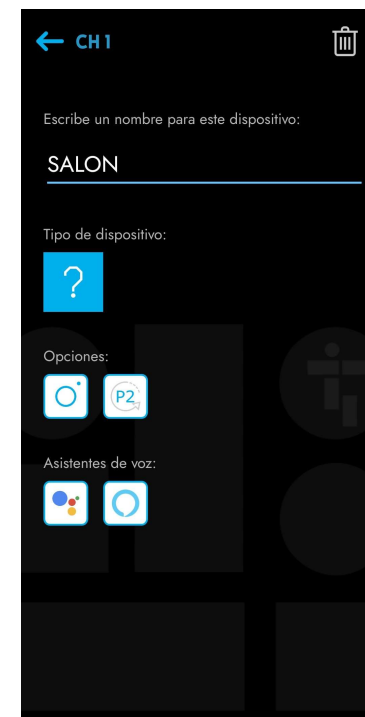 CH 1
Escribe un nombre para este dispositivo:
SALON
Tipo de dispositivo:
?
Opciones:
P2
Asistentes de voz: